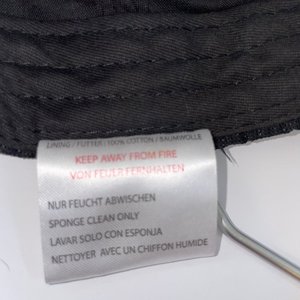 LINING / FUTTER: 100% COTTON / BAUMWOLLE
KEEP AWAY FROM FIRE
VON FEUER FERNHALTEN
NUR FEUCHT ABWISCHEN
SPONGE CLEAN ONLY
LAVAR SOLO CON ESPONJA
NETTOYER AVEC UN CHIFFON HUMIDE